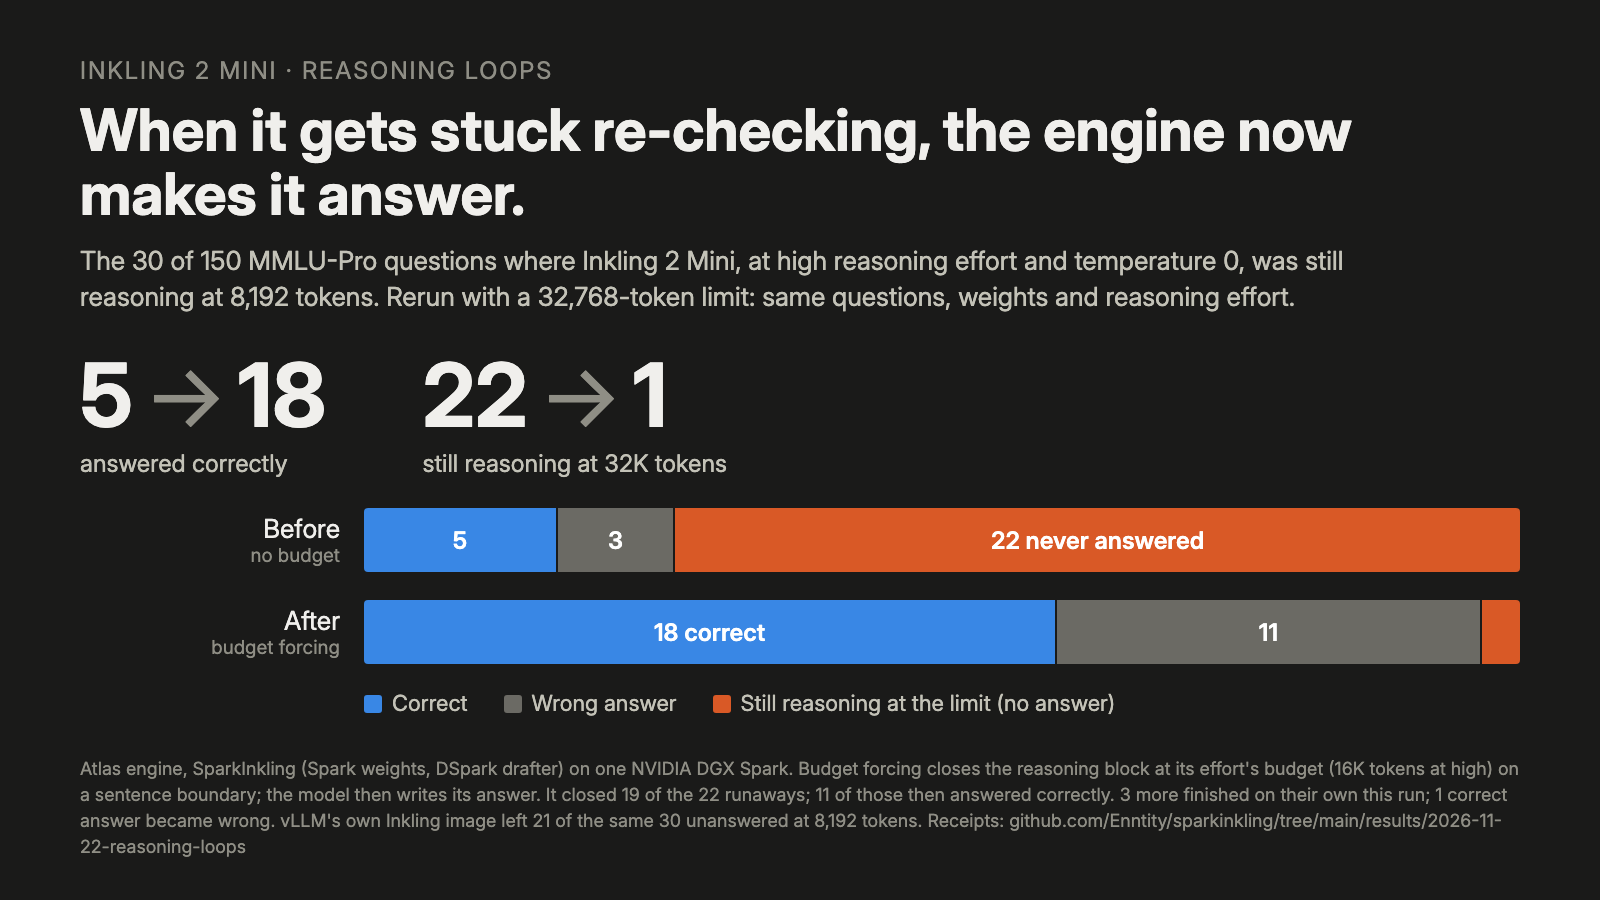 INKLING 2 MINI · REASONING LOOPS
When it gets stuck re-checking, the engine now
makes it answer.
The 30 of 150 MMLU-Pro questions where Inkling 2 Mini, at high reasoning effort and temperature 0, was still
reasoning at 8,192 tokens. Rerun with a 32,768-token limit: same questions, weights and reasoning effort.
5 → 18 22 → 1
answered correctly still reasoning at 32K tokens
Before 5 3 22 never answered
no budget
After 18 correct 11
budget forcing
Correct Wrong answer Still reasoning at the limit (no answer)
Atlas engine, SparkInkling (Spark weights, DSpark drafter) on one NVIDIA DGX Spark. Budget forcing closes the reasoning block at its effort's budget (16K tokens at high) on
a sentence boundary; the model then writes its answer. It closed 19 of the 22 runaways; 11 of those then answered correctly. 3 more finished on their own this run; 1 correct
answer became wrong. vLLM's own Inkling image left 21 of the same 30 unanswered at 8,192 tokens. Receipts: github.com/Enntity/sparkinkling/tree/main/results/2026-11-
22-reasoning-loops